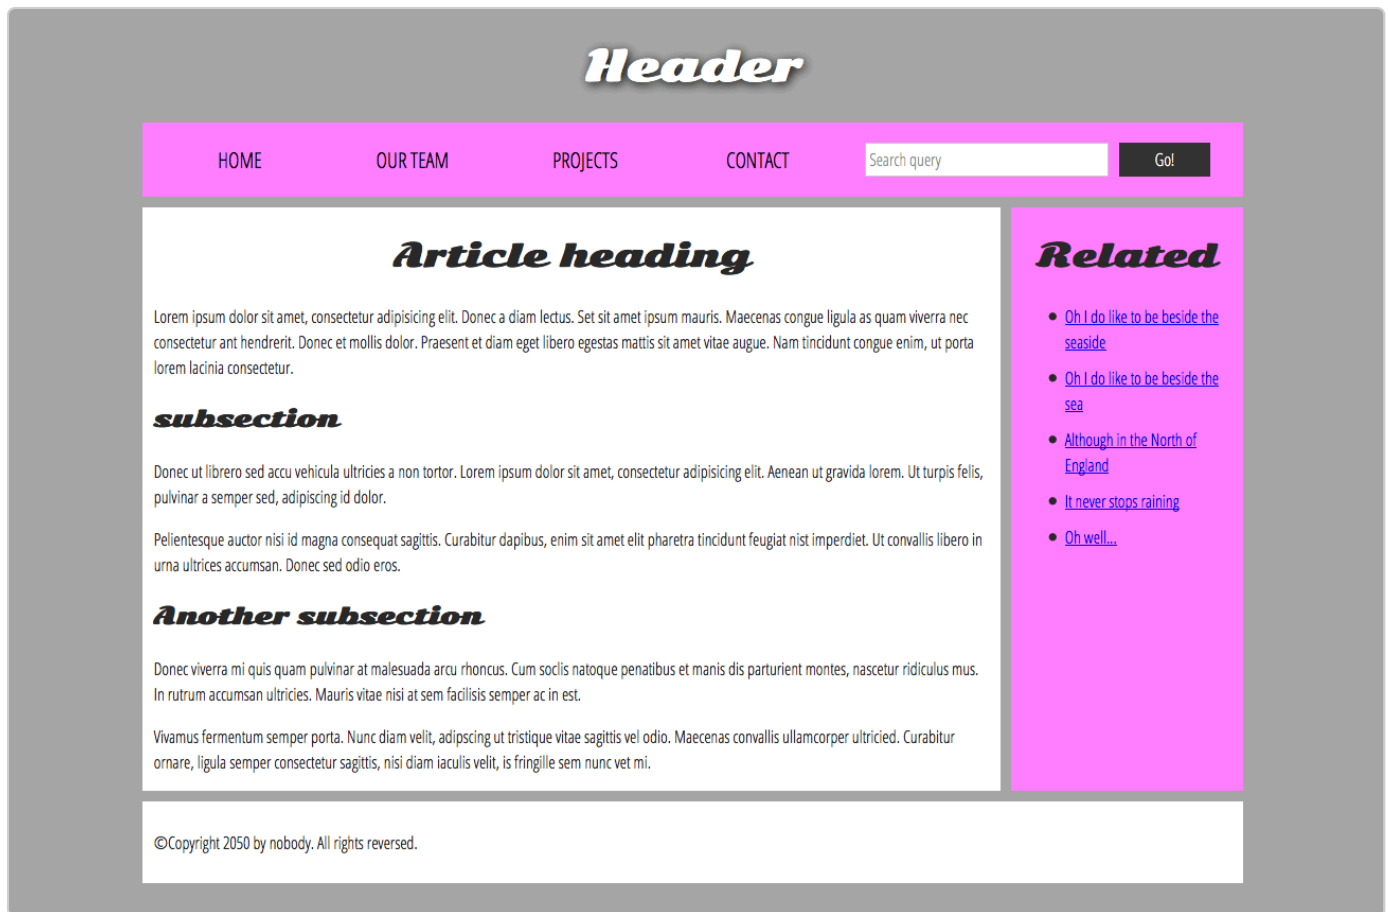 Header
HOME OUR TEAM PROJECTS CONTACT Search query Go!
Article heading
Lorem ipsum dolor sit amet, consectetur adipisicing elit. Donec a diam lectus. Set sit amet ipsum mauris. Maecenas congue ligula as quam viverra nec
consectetur ant hendrerit. Donec et mollis dolor. Praesent et diam eget libero egestas mattis sit amet vitae augue. Nam tincidunt congue enim, ut porta
lorem lacinia consectetur.
subsection
Donec ut librero sed accu vehicula ultricies a non tortor. Lorem ipsum dolor sit amet, consectetur adipisicing elit. Aenean ut gravida lorem. Ut turpis felis,
pulvinar a semper sed, adipiscing id dolor.
Pelientesque auctor nisi id magna consequat sagittis. Curabitur dapibus, enim sit amet elit pharetra tincidunt feugiat nist imperdiet. Ut convallis libero in
urna ultrices accumsan. Donec sed odio eros.
Another subsection
Donec viverra mi quis quam pulvinar at malesuada arcu rhoncus. Cum soclis natoque penatibus et manis dis parturient montes, nascetur ridiculus mus.
In rutrum accumsan ultricies. Mauris vitae nisi at sem facilisis semper ac in est.
Vivamus fermentum semper porta. Nunc diam velit, adipscing ut tristique vitae sagittis vel odio. Maecenas convallis ullamcorper ultricied. Curabitur
ornare, ligula semper consectetur sagittis, nisi diam iaculis velit, is fringille sem nunc vet mi.
Related
Oh I do like to be beside the
seaside
Oh I do like to be beside the
sea
Although in the North of
England
It never stops raining
Oh well...
©Copyright 2050 by nobody. All rights reversed.